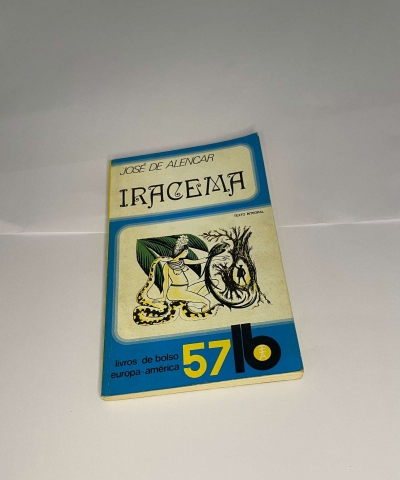 JOSÉ DE ALENCAR
IRACEMA
TEXTO INTEGRAL
livros de bolso
europa-américa
57
lb